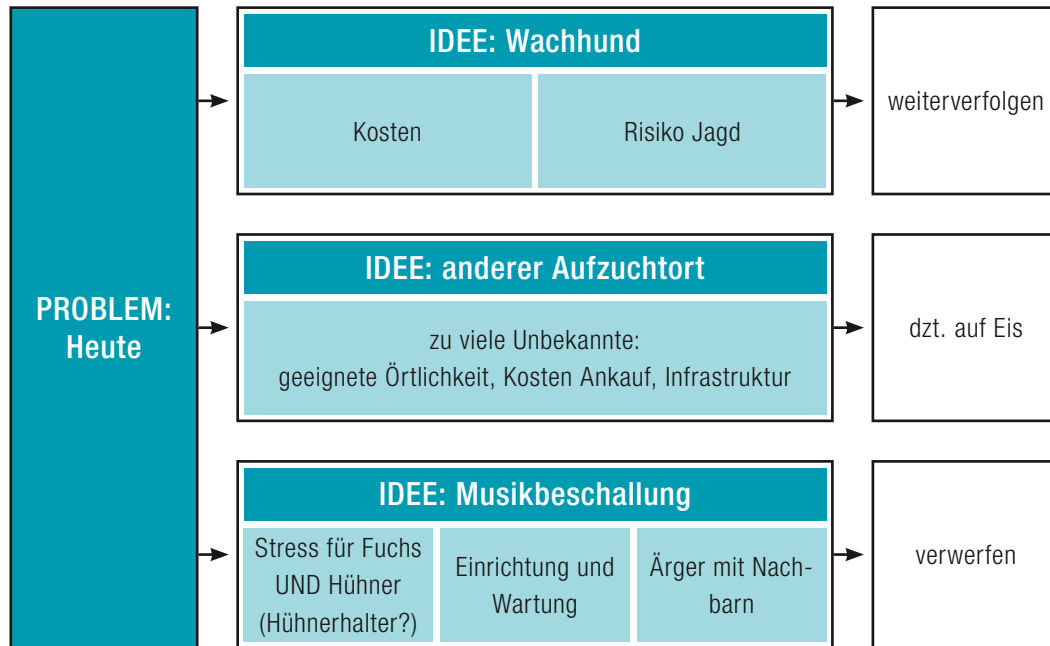 PROBLEM:
Heute
IDEE: Wachhund
Kosten
Risiko Jagd
weiterverfolgen
IDEE: anderer Aufzuchtort
zu viele Unbekannte:
geeignete Örtlichkeit, Kosten Ankauf, Infrastruktur
dzt. auf Eis
IDEE: Musikbeschallung
Stress für Fuchs
UND Hühner
(Hühnerhalter?)
Einrichtung und
Wartung
Ärger mit Nach-
barn
verwerfen